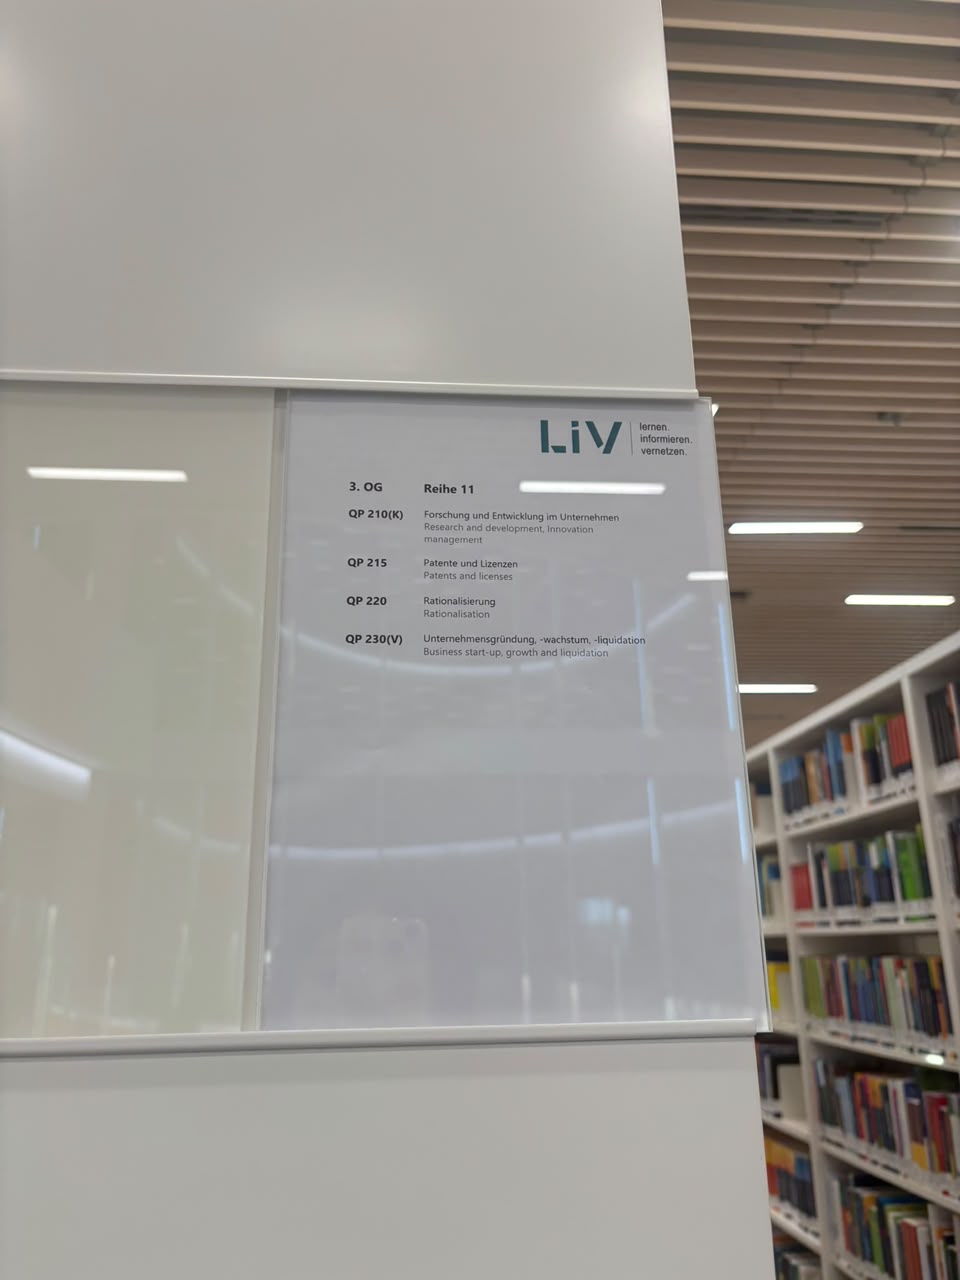 LiV
lernen.
informieren.
vernetzen.
3. OG Reihe 11
QP 210(K) Forschung und Entwicklung im Unternehmen
Research and development, Innovation
management
QP 215 Patente und Lizenzen
Patents and licenses
QP 220 Rationalisierung
Rationalisation
QP 230(V) Unternehmensgründung, -wachstum, -liquidation
Business start-up, growth and liquidation